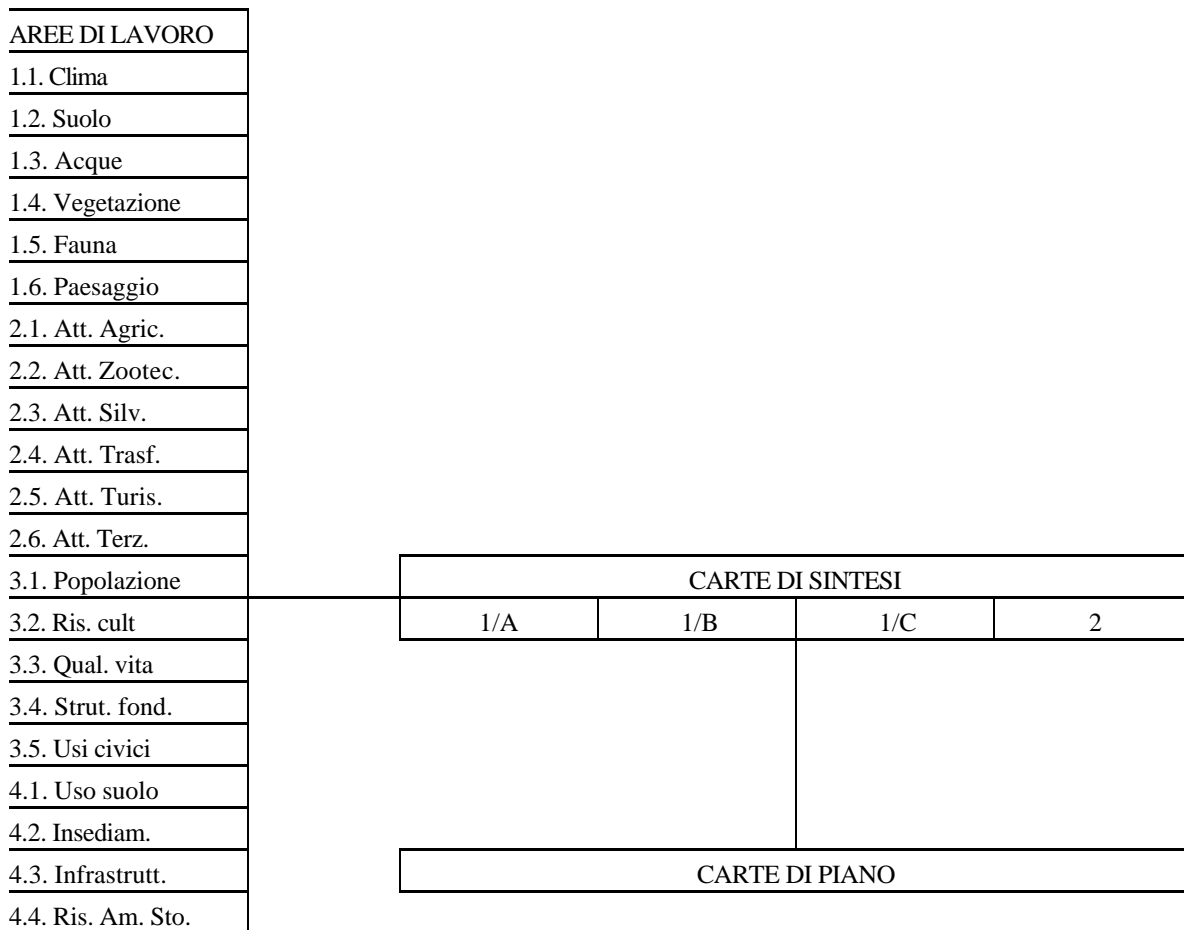 AREE DI LAVORO
1.1. Clima
1.2. Suolo
1.3. Acque
1.4. Vegetazione
1.5. Fauna
1.6. Paesaggio
2.1. Att. Agric.
2.2. Att. Zootec.
2.3. Att. Silv.
2.4. Att. Trasf.
2.5. Att. Turis.
2.6. Att. Terz.
3.1. Popolazione
3.2. Ris. cult
3.3. Qual. vita
3.4. Strut. fond.
3.5. Usi civici
4.1. Uso suolo
4.2. Insediam.
4.3. Infrastrutt.
4.4. Ris. Am. Sto.
CARTE DI SINTESI
1/A 1/B 1/C 2
CARTE DI PIANO